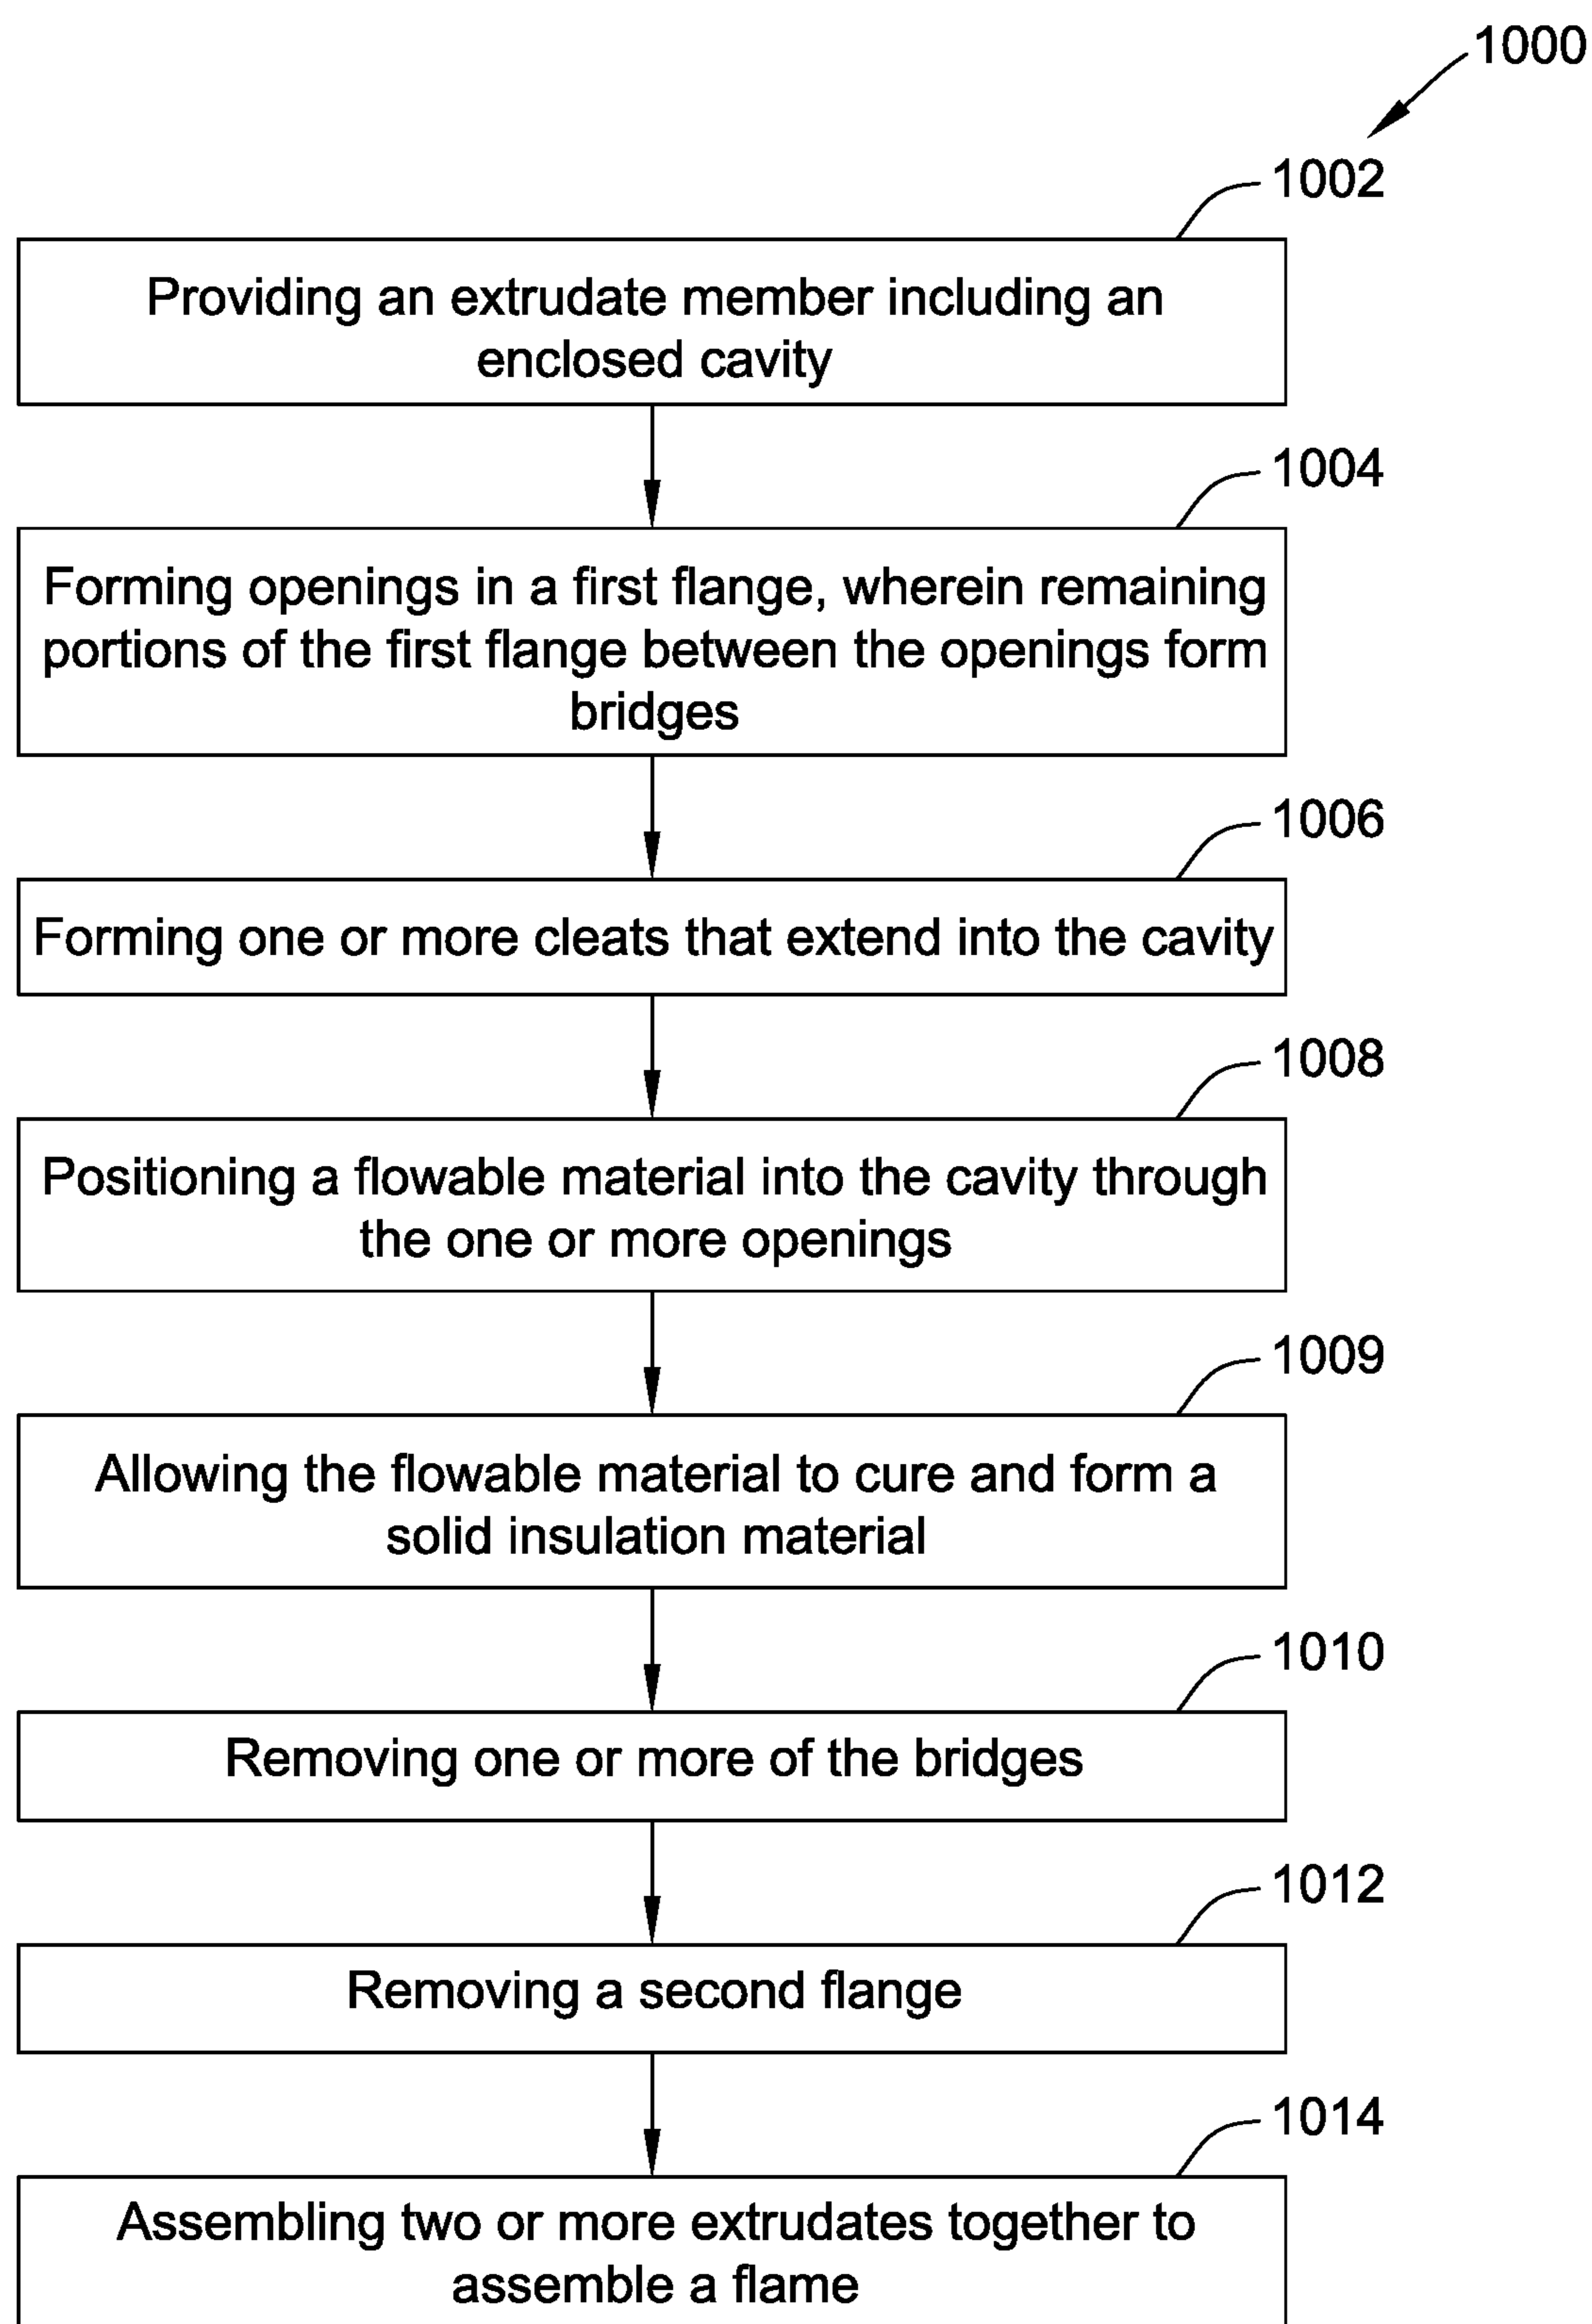 1000
1002
Providing an extrudate member including an
enclosed cavity
1004
Forming openings in a first flange, wherein remaining
portions of the first flange between the openings form
bridges
1006
Forming one or more cleats that extend into the cavity
1008
Positioning a flowable material into the cavity through
the one or more openings
1009
Allowing the flowable material to cure and form a
solid insulation material
1010
Removing one or more of the bridges
1012
Removing a second flange
1014
Assembling two or more extrudates together to
assemble a flame